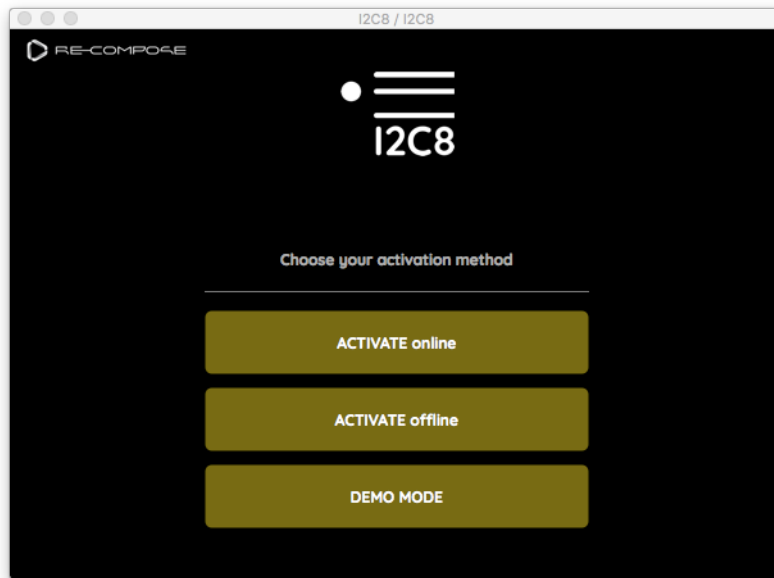 I2C8 / I2C8
RE-COMPOSE
I2C8
Choose your activation method
ACTIVATE online
ACTIVATE offline
DEMO MODE